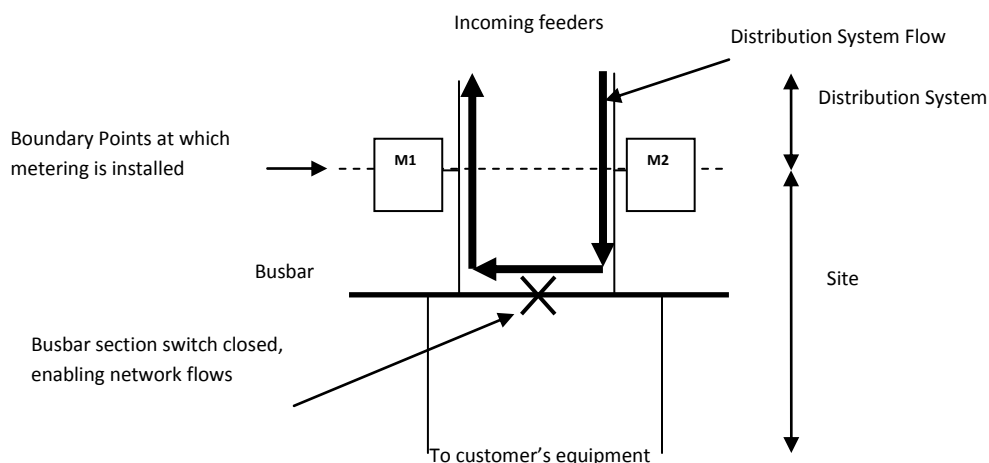 Incoming feeders
Distribution System Flow
Distribution System
Boundary Points at which
metering is installed
M1
M2
Busbar
Site
Busbar section switch closed,
enabling network flows
To customer’s equipment